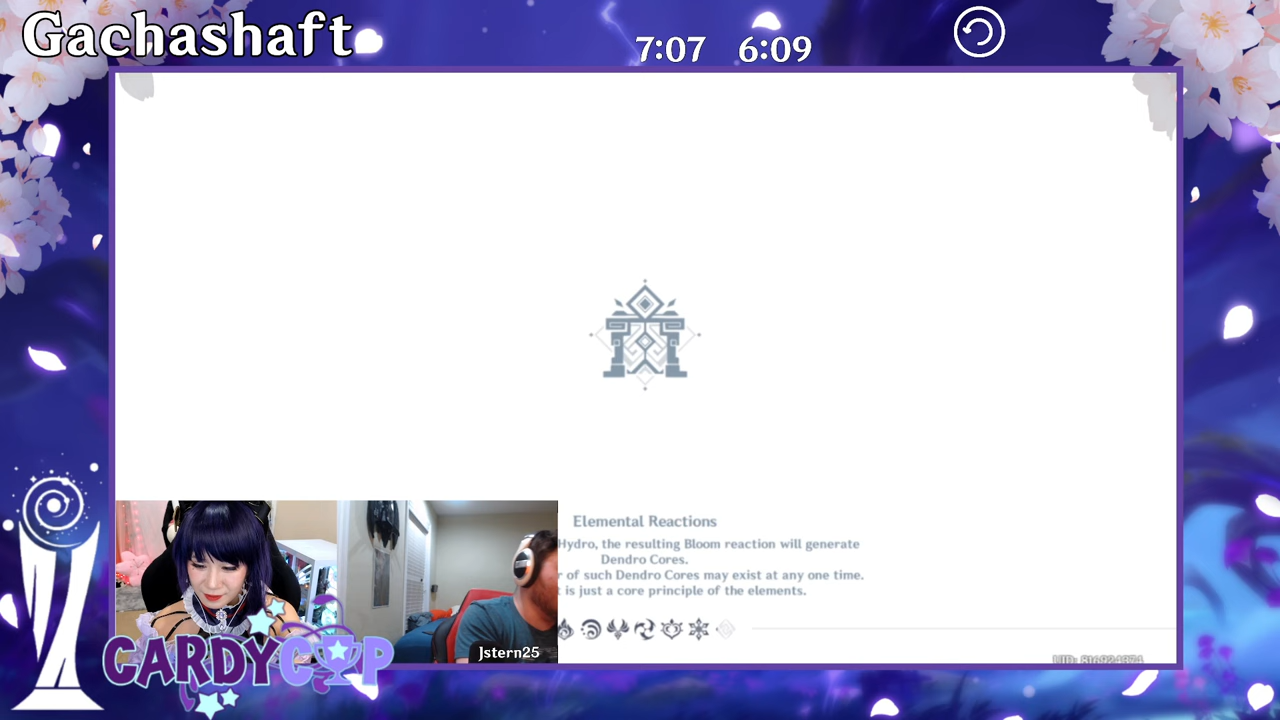 Gachashaft
7:07 6:09
Elemental Reactions
Hydro, the resulting Bloom reaction will generate
Dendro Cores.
of such Dendro Cores may exist at any one time.
is just a core principle of the elements.
Jstern25
CARDYCUP
UID: